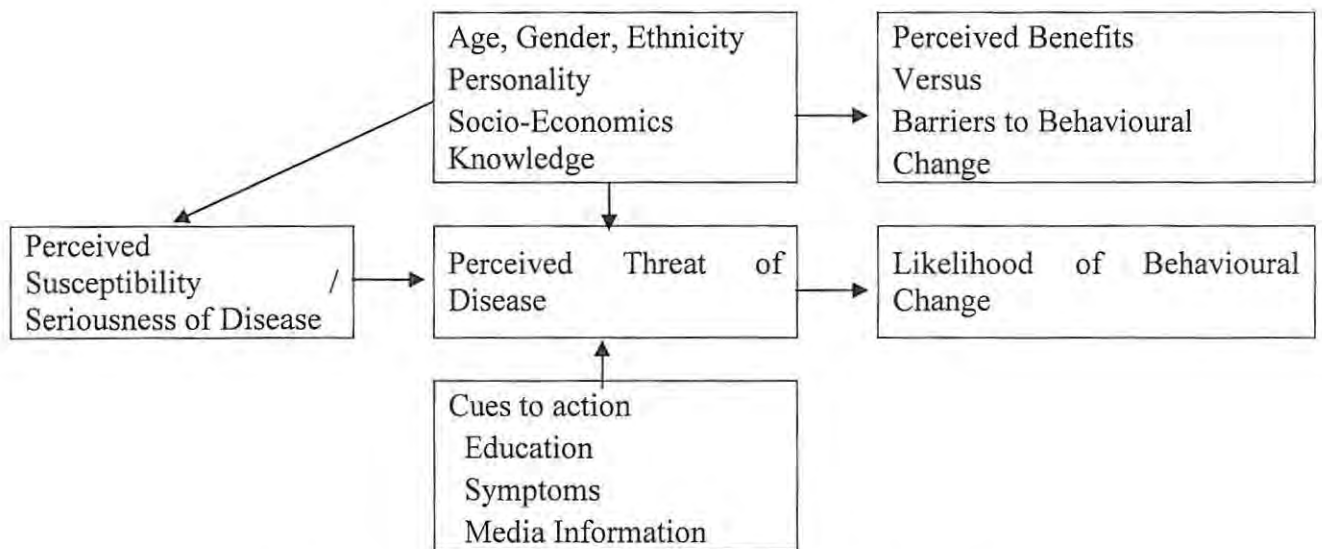 Age, Gender, Ethnicity
Personality
Socio-Economics
Knowledge
Perceived Benefits
Versus
Barriers to Behavioural
Change
Perceived
Susceptibility /
Seriousness of Disease
Perceived Threat of
Disease
Likelihood of Behavioural
Change
Cues to action
Education
Symptoms
Media Information